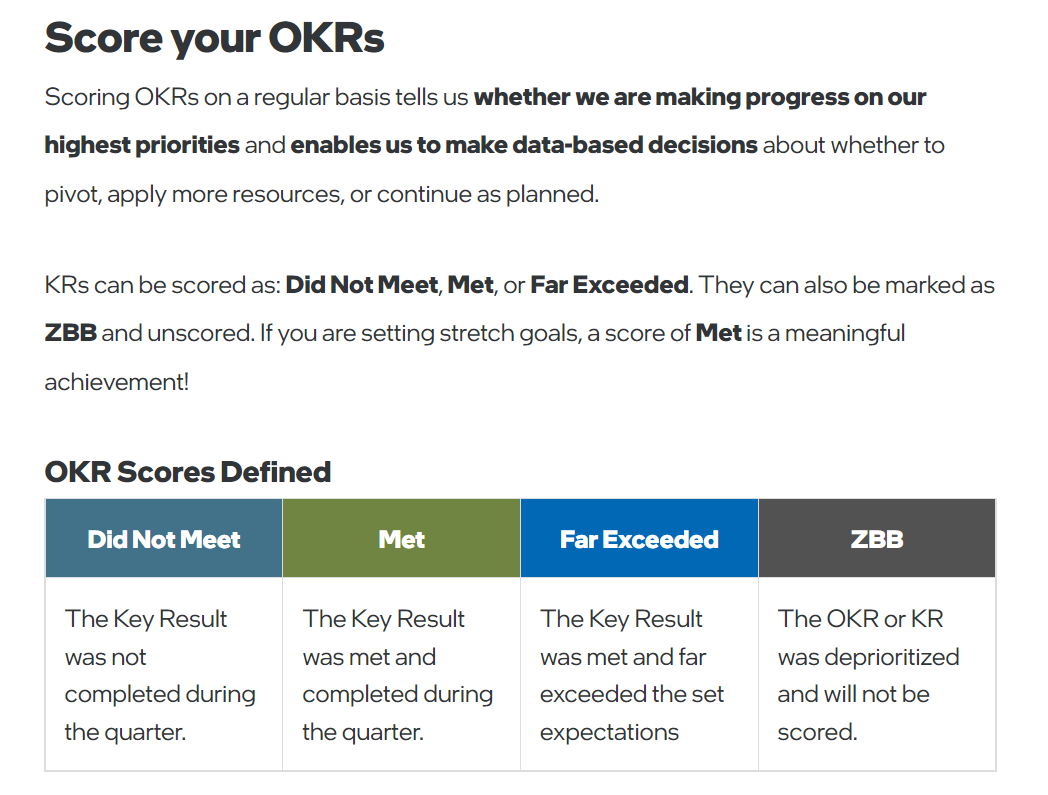 Score your OKRs
Scoring OKRs on a regular basis tells us whether we are making progress on our
highest priorities and enables us to make data-based decisions about whether to
pivot, apply more resources, or continue as planned.
KRs can be scored as: Did Not Meet, Met, or Far Exceeded. They can also be marked as
ZBB and unscored. If you are setting stretch goals, a score of Met is a meaningful
achievement!
OKR Scores Defined
Did Not Meet
Met
Far Exceeded
ZBB
The Key Result
was not
completed during
the quarter.
The Key Result
was met and
completed during
the quarter.
The Key Result
was met and far
exceeded the set
expectations
The OKR or KR
was deprioritized
and will not be
scored.